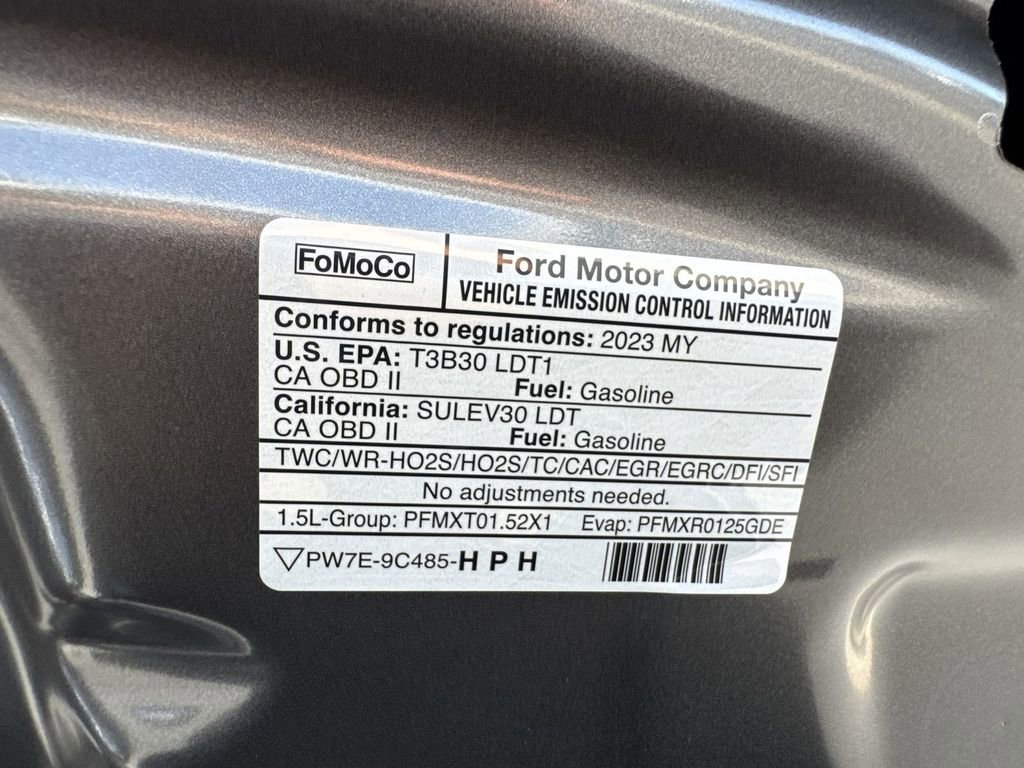 FoMoCo
Ford Motor Company
VEHICLE EMISSION CONTROL INFORMATION
Conforms to regulations: 2023 MY
U.S. EPA: T3B30 LDT1
CA OBD II Fuel: Gasoline
California: SULEV30 LDT
CA OBD II Fuel: Gasoline
TWC/WR-HO2S/HO2S/TC/CAC/EGR/EGRC/DFI/SFI
No adjustments needed.
1.5L-Group: PFMXT01.52X1 Evap: PFMXR0125GDE
PW7E-9C485-H P H